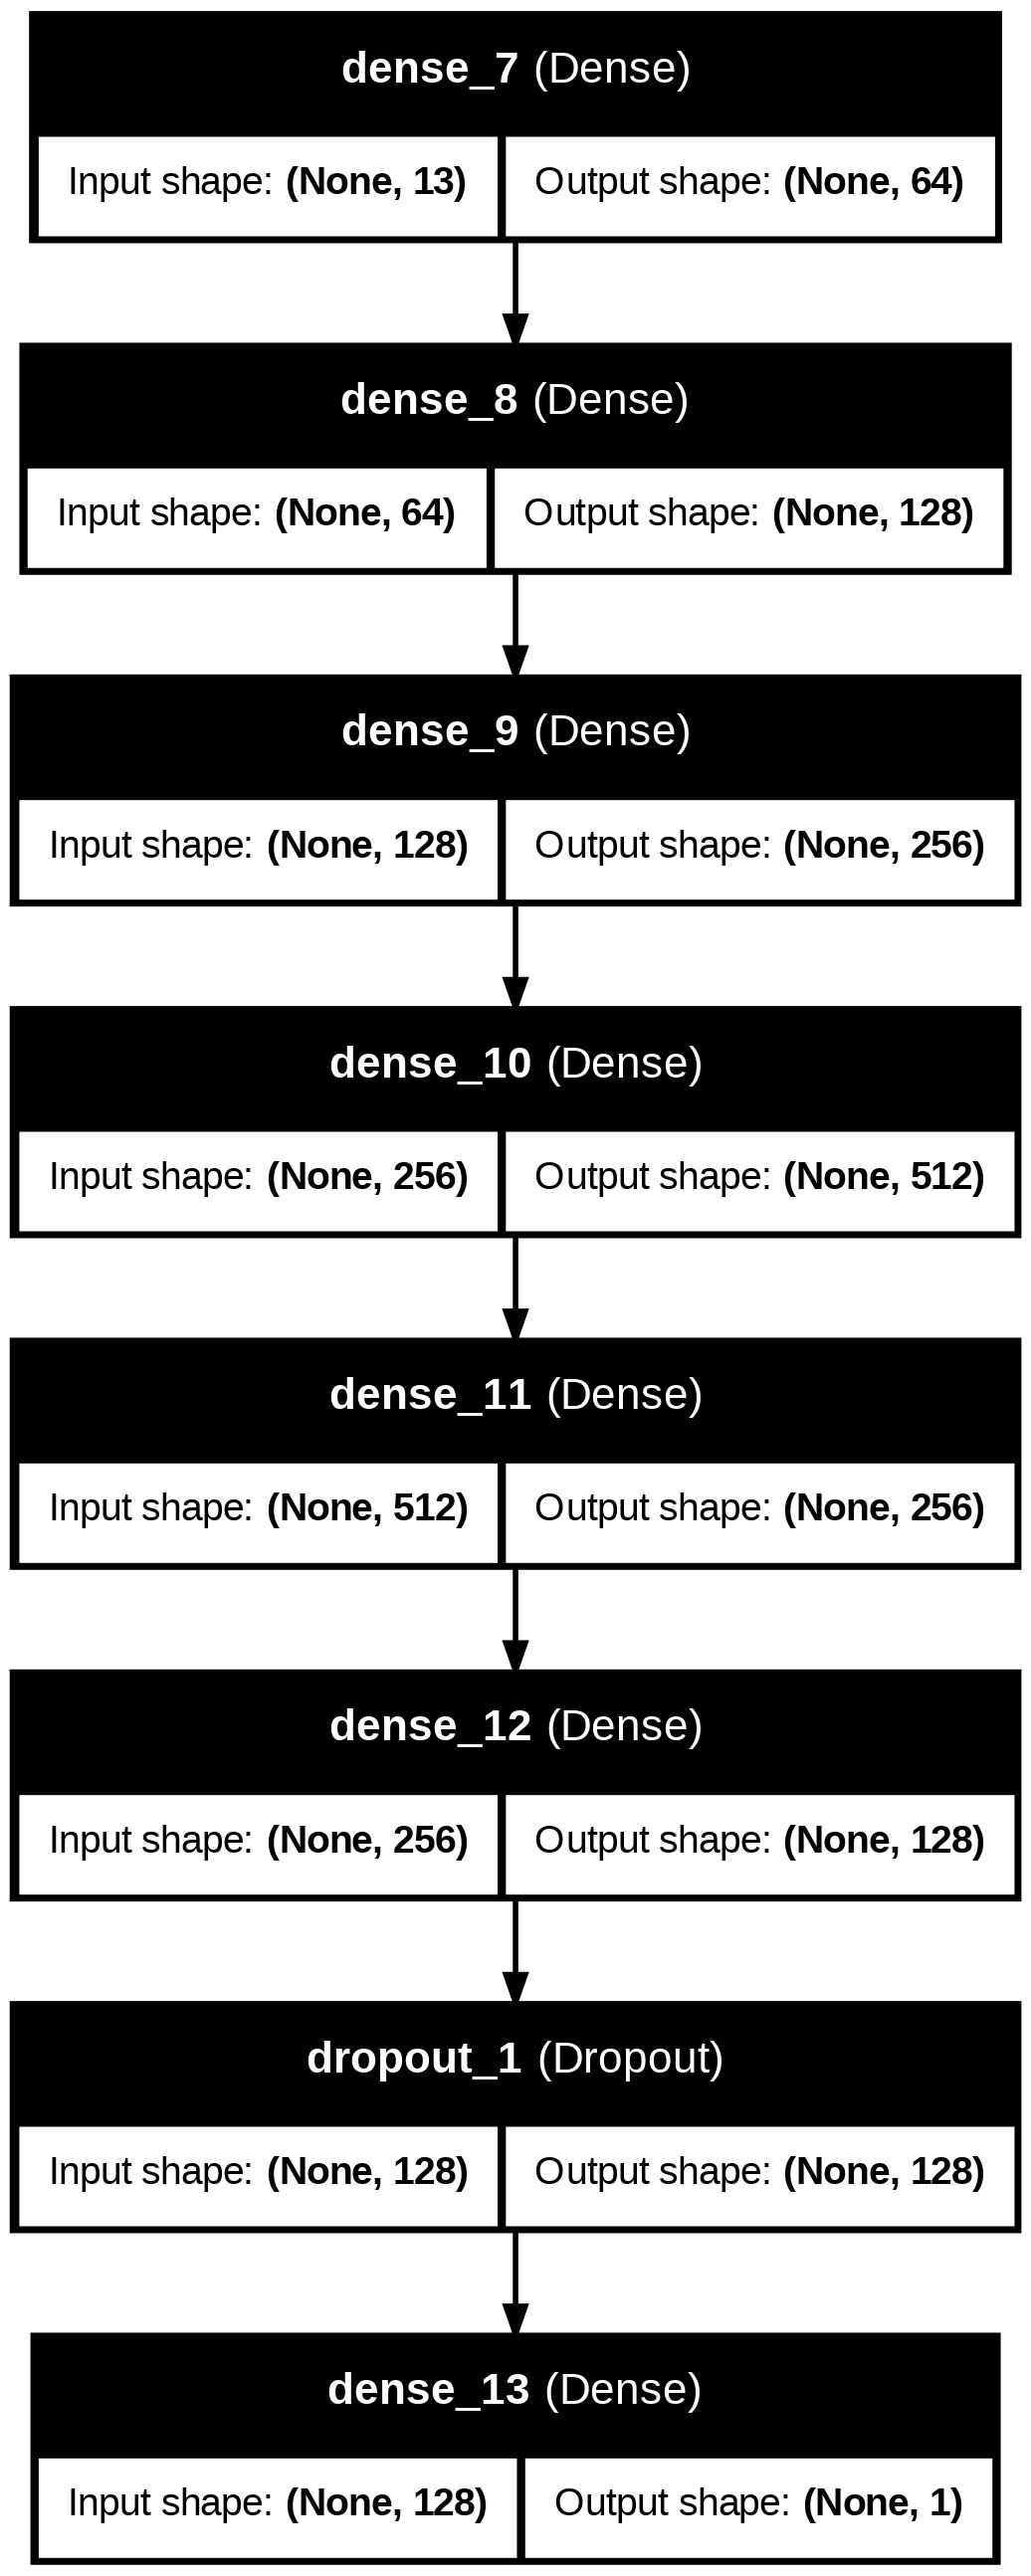 dense_7 (Dense)
Input shape: (None, 13) Output shape: (None, 64)
dense_8 (Dense)
Input shape: (None, 64) Output shape: (None, 128)
dense_9 (Dense)
Input shape: (None, 128) Output shape: (None, 256)
dense_10 (Dense)
Input shape: (None, 256) Output shape: (None, 512)
dense_11 (Dense)
Input shape: (None, 512) Output shape: (None, 256)
dense_12 (Dense)
Input shape: (None, 256) Output shape: (None, 128)
dropout_1 (Dropout)
Input shape: (None, 128) Output shape: (None, 128)
dense_13 (Dense)
Input shape: (None, 128) Output shape: (None, 1)